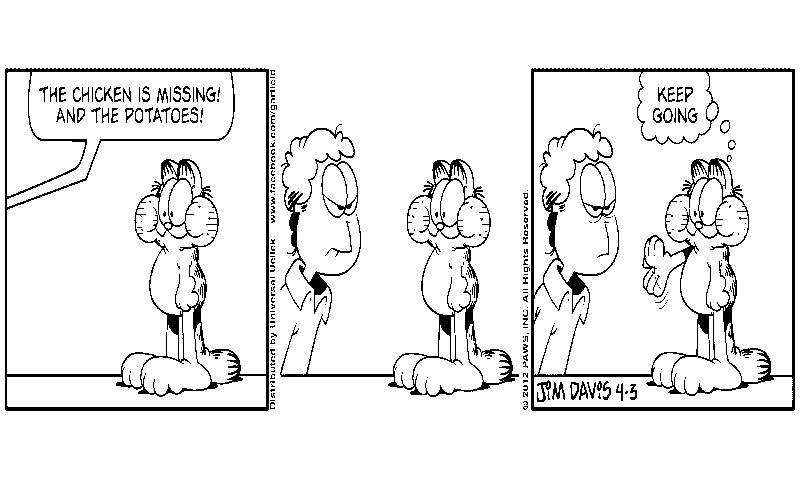 THE CHICKEN IS MISSING!
AND THE POTATOES!
Distributed by Universal Uclick
www.facebook.com/garfield
© 2012 PAWS, INC. All Rights Reserved.
KEEP
GOING
JIM DAVIS 4-3